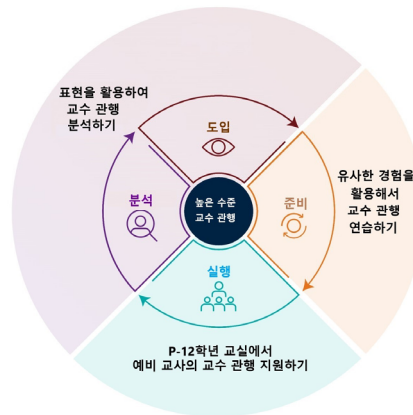 표현을 활용하여
교수 관행
분석하기
도입
유사한 경험을
활용해서
교수 관행
연습하기
분석
높은 수준
교수 관행
준비
실행
P-12학년 교실에서
예비 교사의 교수 관행 지원하기